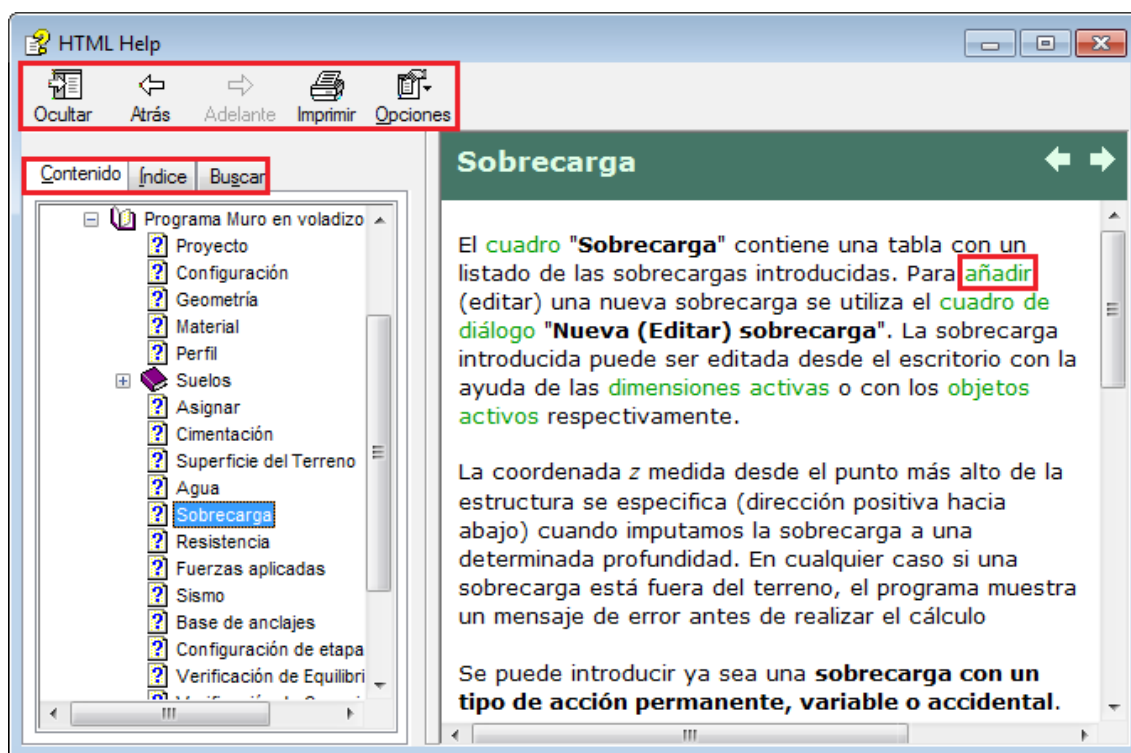 HTML Help
Ocultar Atrás Adelante Imprimir Opciones
Contenido Índice Buscar
Programa Muro en voladizo
Proyecto
Configuración
Geometría
Material
Perfil
Suelos
Asignar
Cimentación
Superficie del Terreno
Agua
Sobrecarga
Resistencia
Fuerzas aplicadas
Sismo
Base de anclajes
Configuración de etapa
Verificación de Equilibri
Sobrecarga
El cuadro "Sobrecarga" contiene una tabla con un
listado de las sobrecargas introducidas. Para añadir
(editar) una nueva sobrecarga se utiliza el cuadro de
diálogo "Nueva (Editar) sobrecarga". La sobrecarga
introducida puede ser editada desde el escritorio con la
ayuda de las dimensiones activas o con los objetos
activos respectivamente.
La coordenada z medida desde el punto más alto de la
estructura se especifica (dirección positiva hacia
abajo) cuando imputamos la sobrecarga a una
determinada profundidad. En cualquier caso si una
sobrecarga está fuera del terreno, el programa muestra
un mensaje de error antes de realizar el cálculo
Se puede introducir ya sea una sobrecarga con un
tipo de acción permanente, variable o accidental.